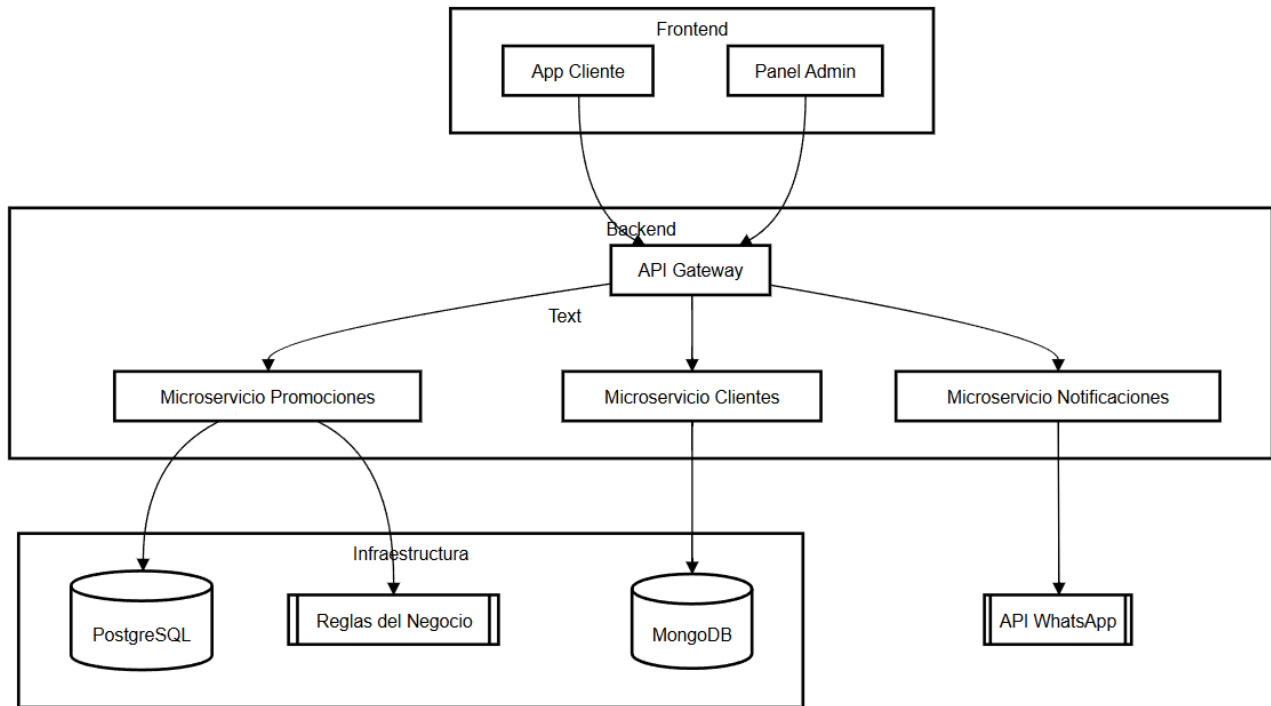 Frontend
App Cliente
Panel Admin
Backend
API Gateway
Text
Microservicio Promociones
Microservicio Clientes
Microservicio Notificaciones
Infraestructura
PostgreSQL
Reglas del Negocio
MongoDB
API WhatsApp